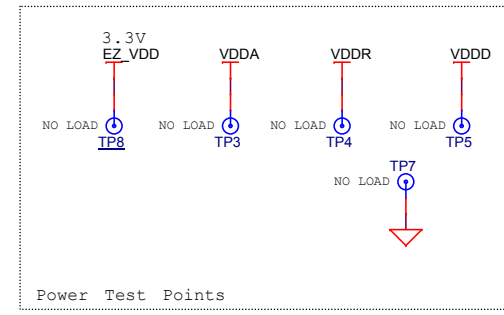 3.3V
EZ_VDD VDDA VDDR VDDD
NO LOAD NO LOAD NO LOAD NO LOAD
TP8 TP3 TP4 TP5
TP7
NO LOAD
Power Test Points